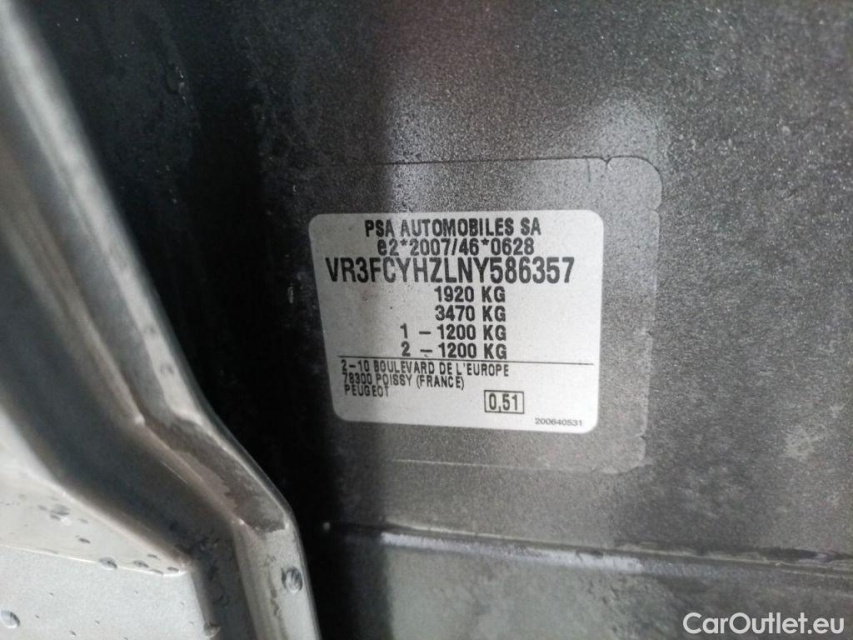 PSA AUTOMOBILES SA
e2*2007/46*0628
VR3FCYHZLNY586357
1920 KG
3470 KG
1 – 1200 KG
2 – 1200 KG
2-10 BOULEVARD DE L'EUROPE
78300 POISSY (FRANCE)
PEUGEOT
0,51
200640531
CarOutlet.eu